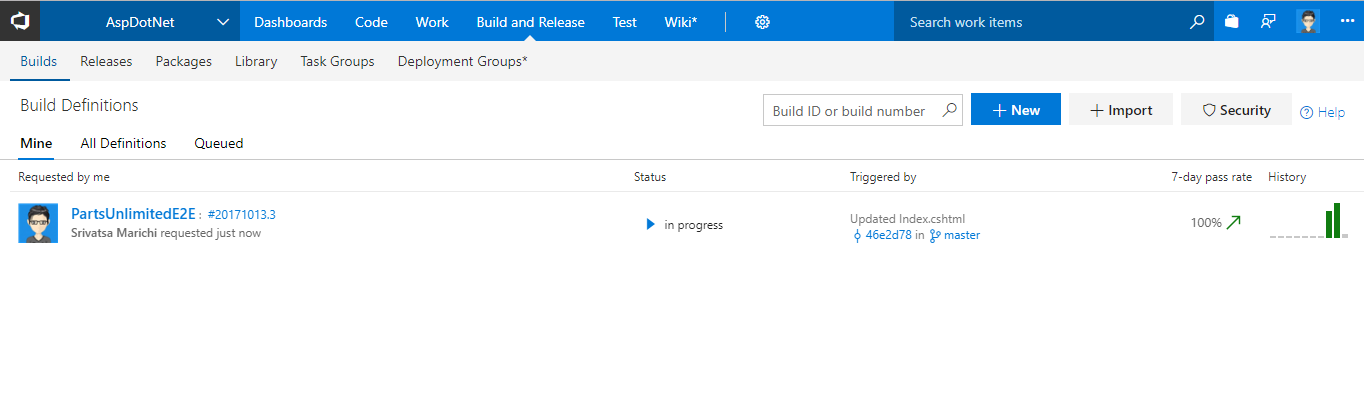 AspDotNet Dashboards Code Work Build and Release Test Wiki* Search work items
Builds Releases Packages Library Task Groups Deployment Groups*
Build Definitions Build ID or build number + New + Import Security Help
Mine All Definitions Queued
Requested by me Status Triggered by 7-day pass rate History
PartsUnlimitedE2E : #20171013.3
Srivatsa Marichi requested just now
in progress
Updated Index.cshtml
46e2d78 in master
100%